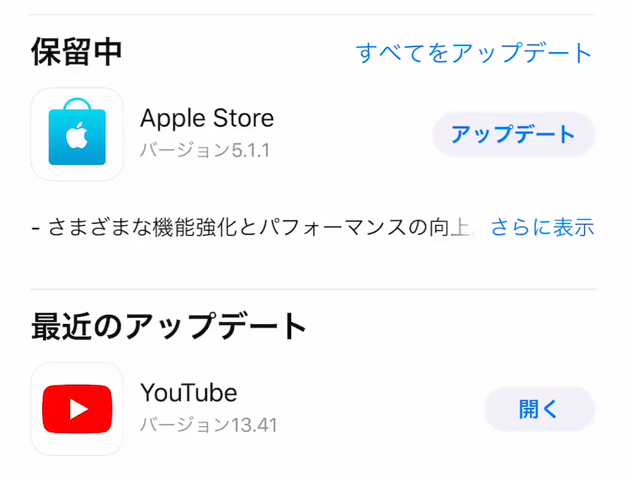 保留中
すべてをアップデート
Apple Store
バージョン5.1.1
アップデート
- さまざまな機能強化とパフォーマンスの向上
さらに表示
最近のアップデート
YouTube
バージョン13.41
開く